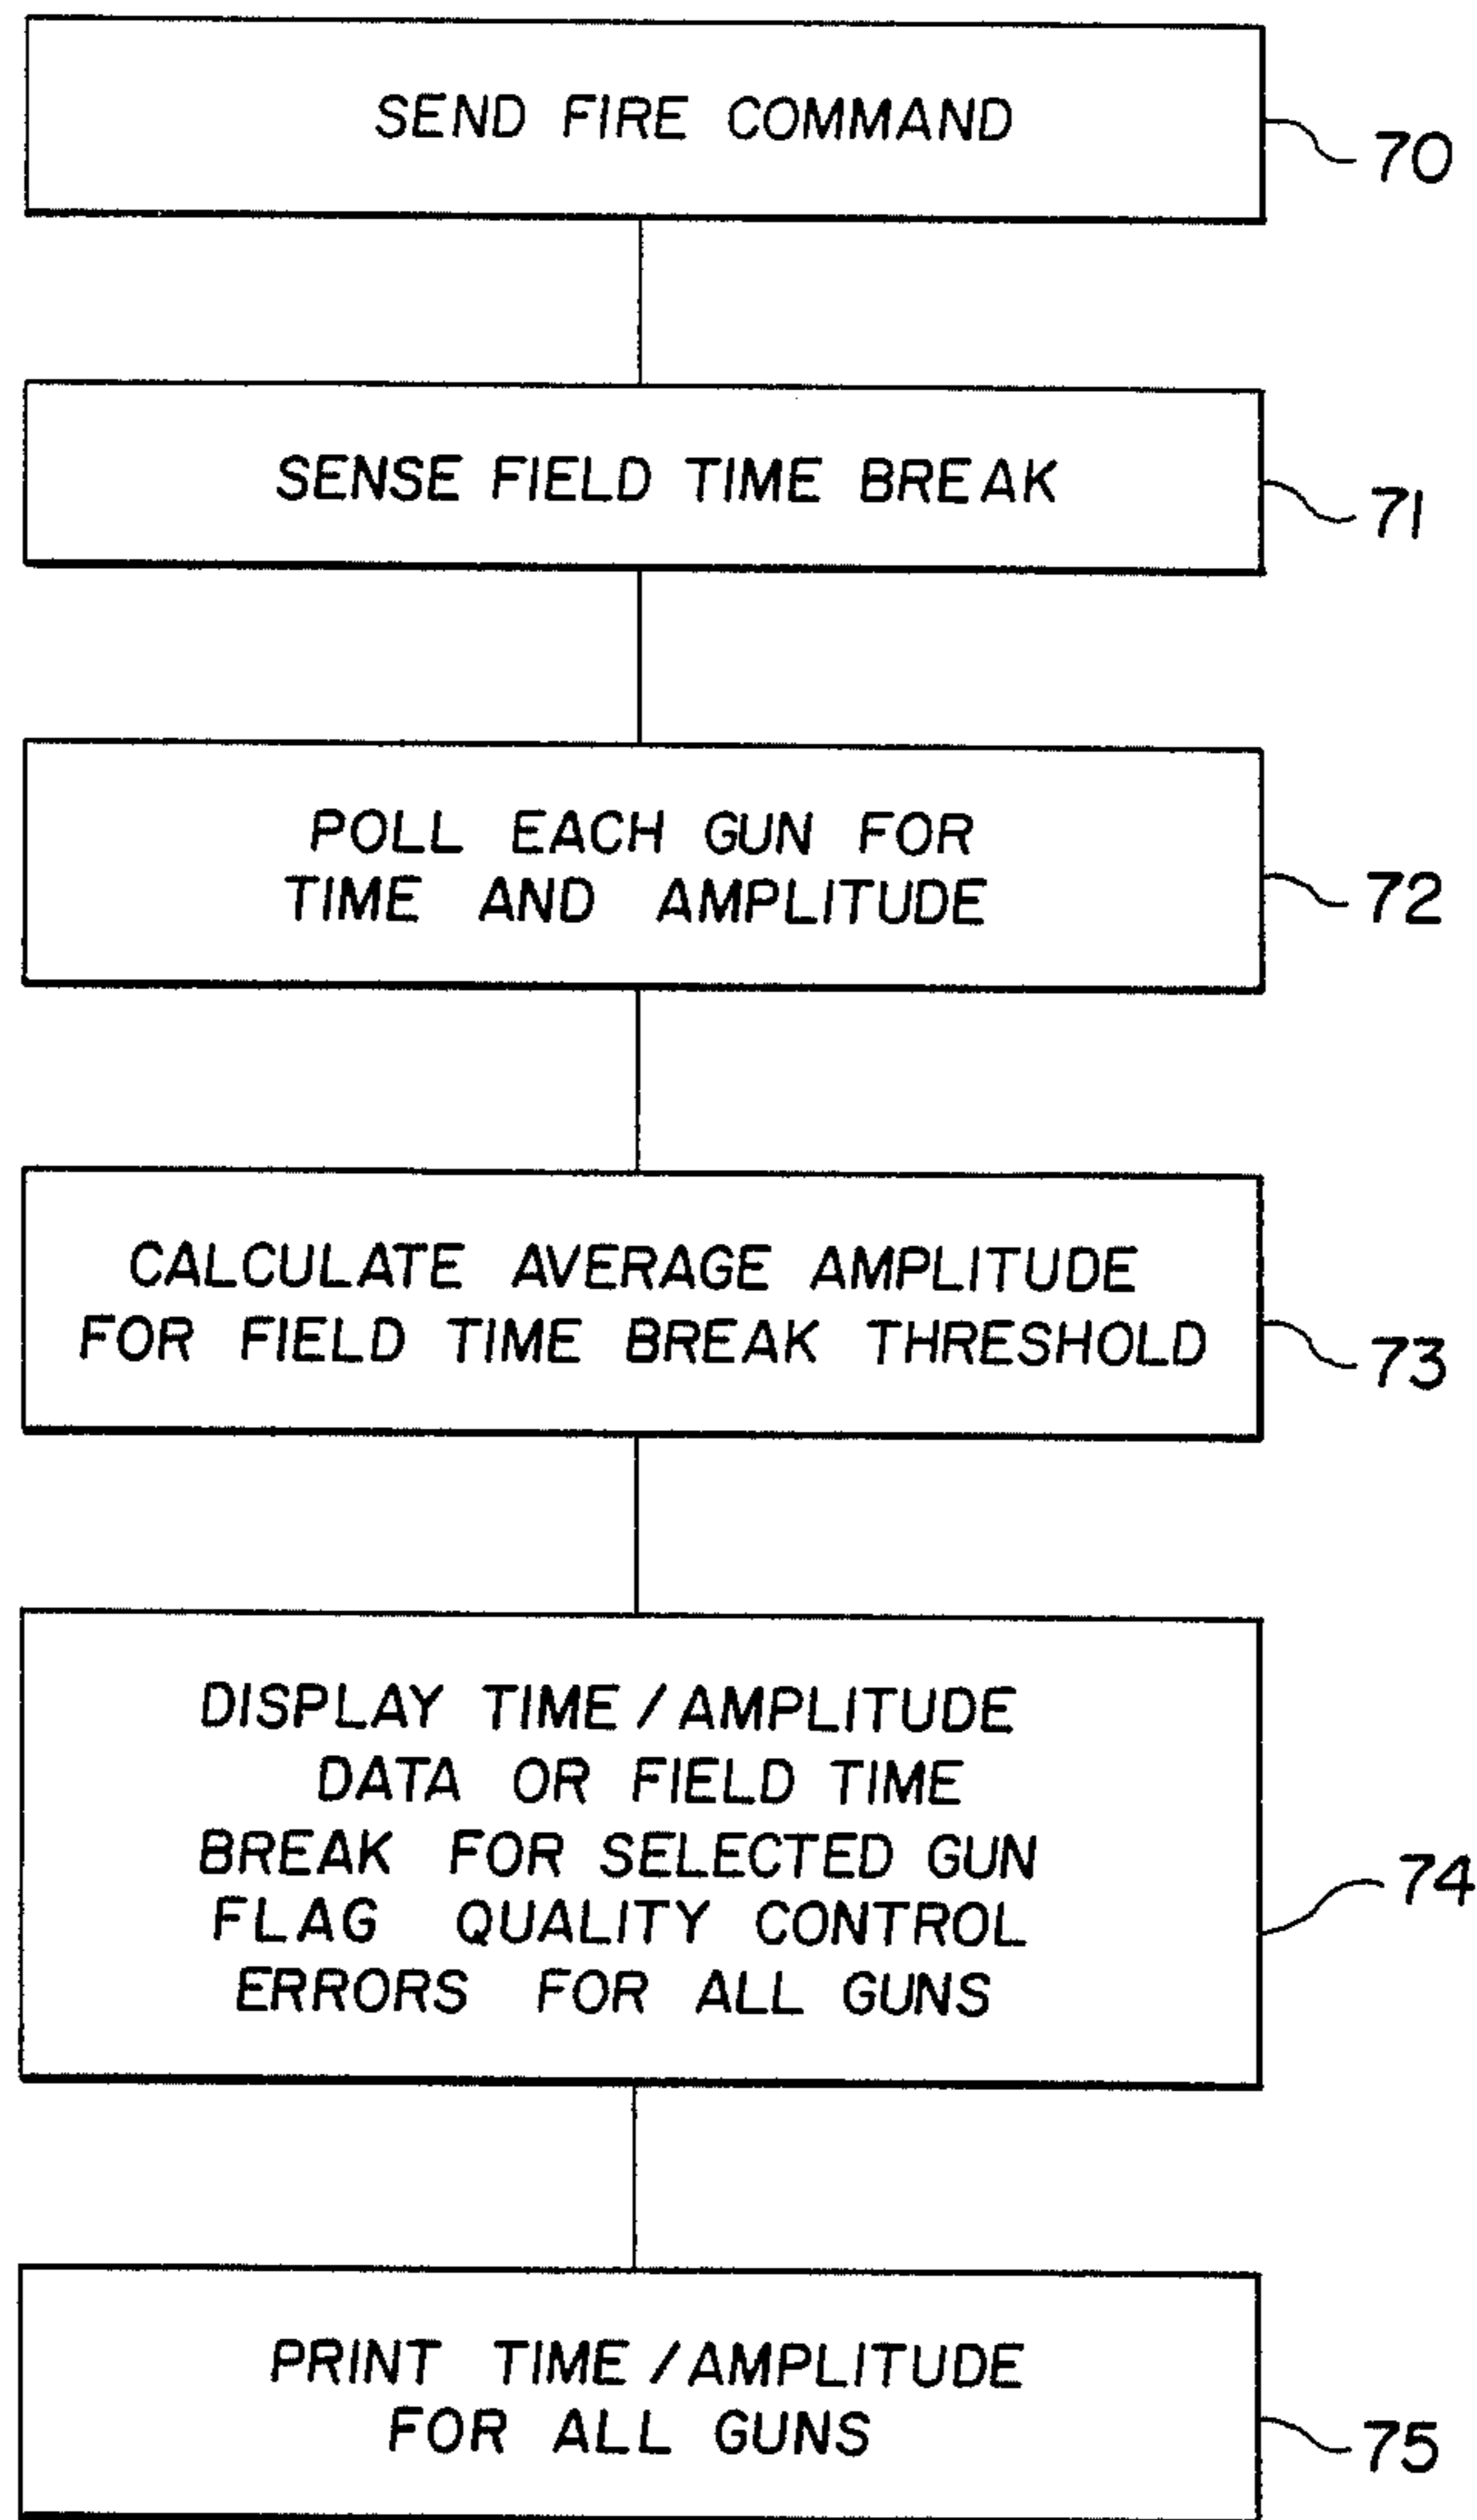 SEND FIRE COMMAND
70
SENSE FIELD TIME BREAK
71
POLL EACH GUN FOR
TIME AND AMPLITUDE
72
CALCULATE AVERAGE AMPLITUDE
FOR FIELD TIME BREAK THRESHOLD
73
DISPLAY TIME/AMPLITUDE
DATA OR FIELD TIME
BREAK FOR SELECTED GUN
FLAG QUALITY CONTROL
ERRORS FOR ALL GUNS
74
PRINT TIME/AMPLITUDE
FOR ALL GUNS
75